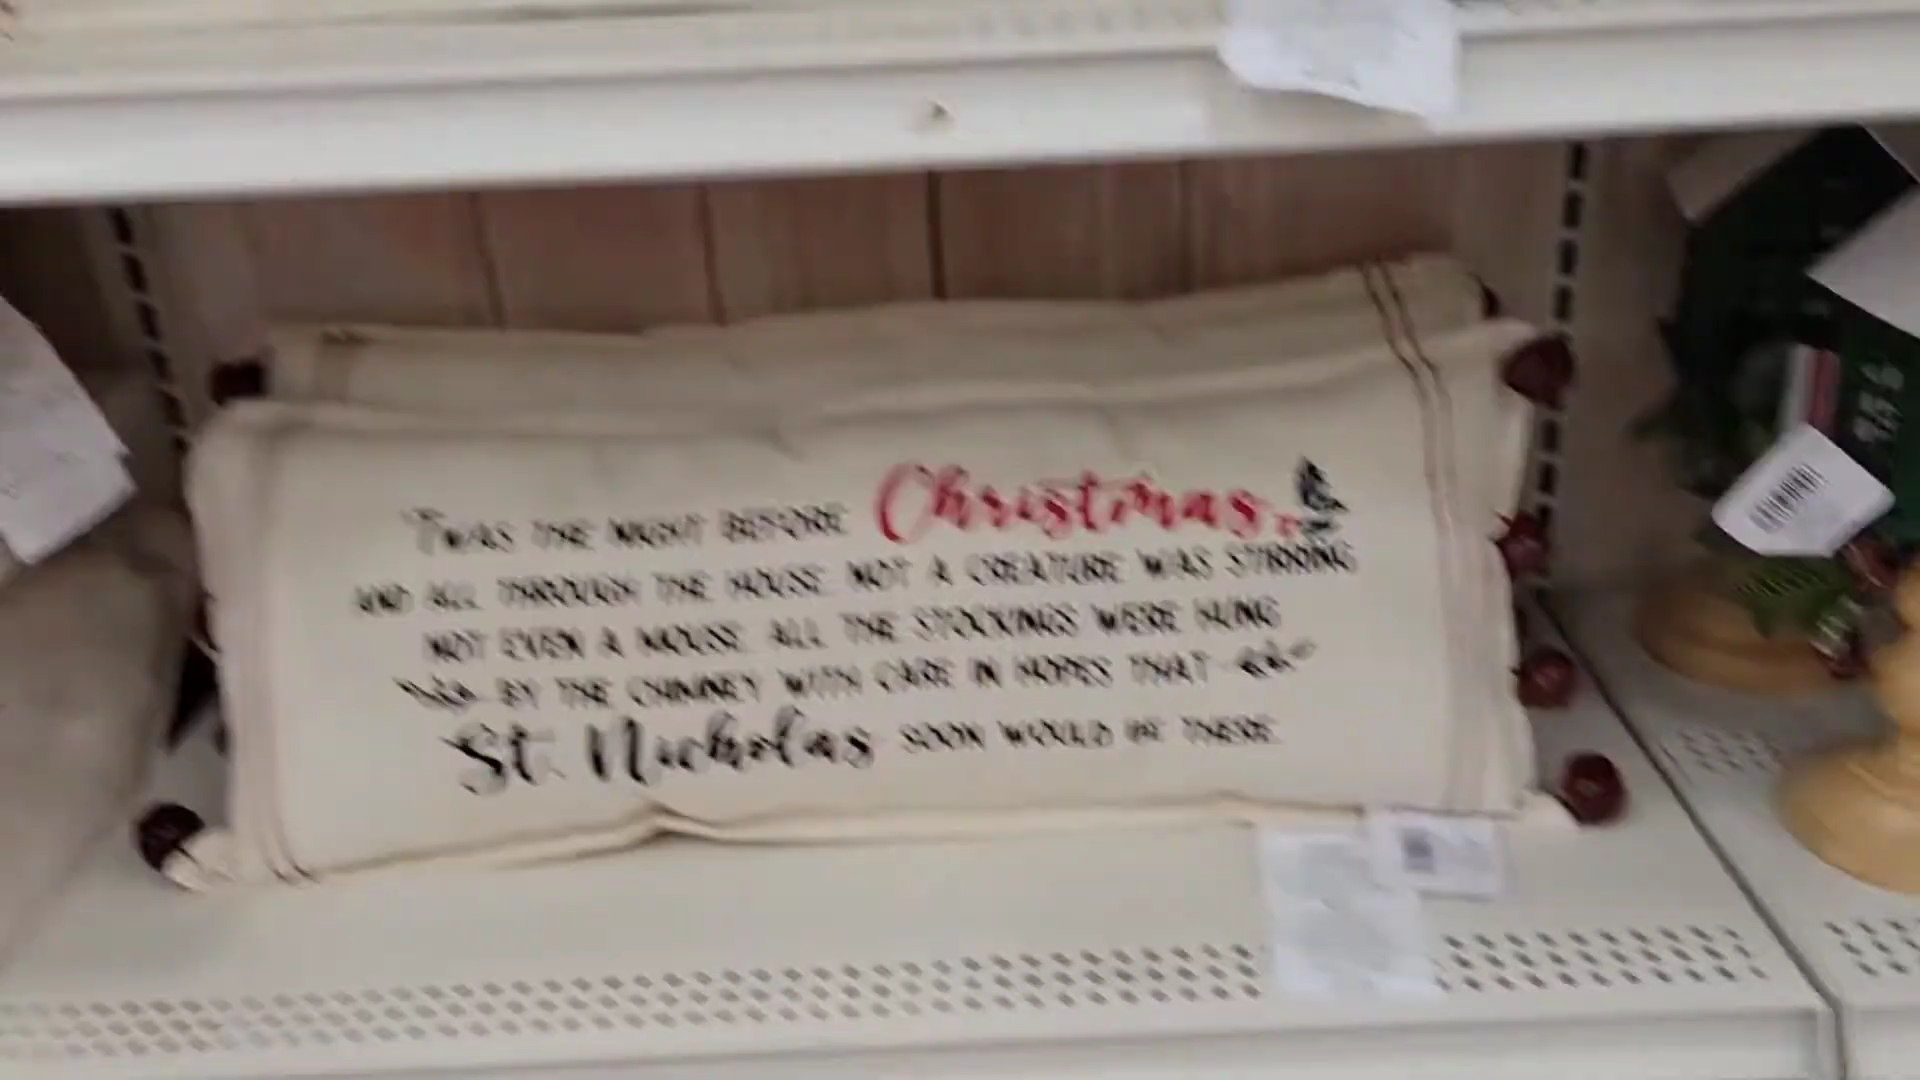 'TWAS THE NIGHT BEFORE Christmas
AND ALL THROUGH THE HOUSE NOT A CREATURE WAS STIRRING
NOT EVEN A MOUSE. ALL THE STOCKINGS WERE HUNG
BY THE CHIMNEY WITH CARE IN HOPES THAT
St. Nicholas SOON WOULD BE THERE